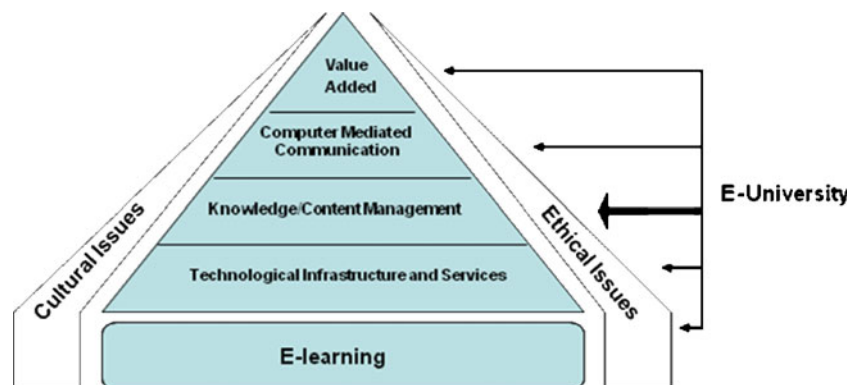 Value
Added
Computer Mediated
Communication
Knowledge/Content Management
Technological Infrastructure and Services
E-learning
Cultural Issues
Ethical Issues
E-University